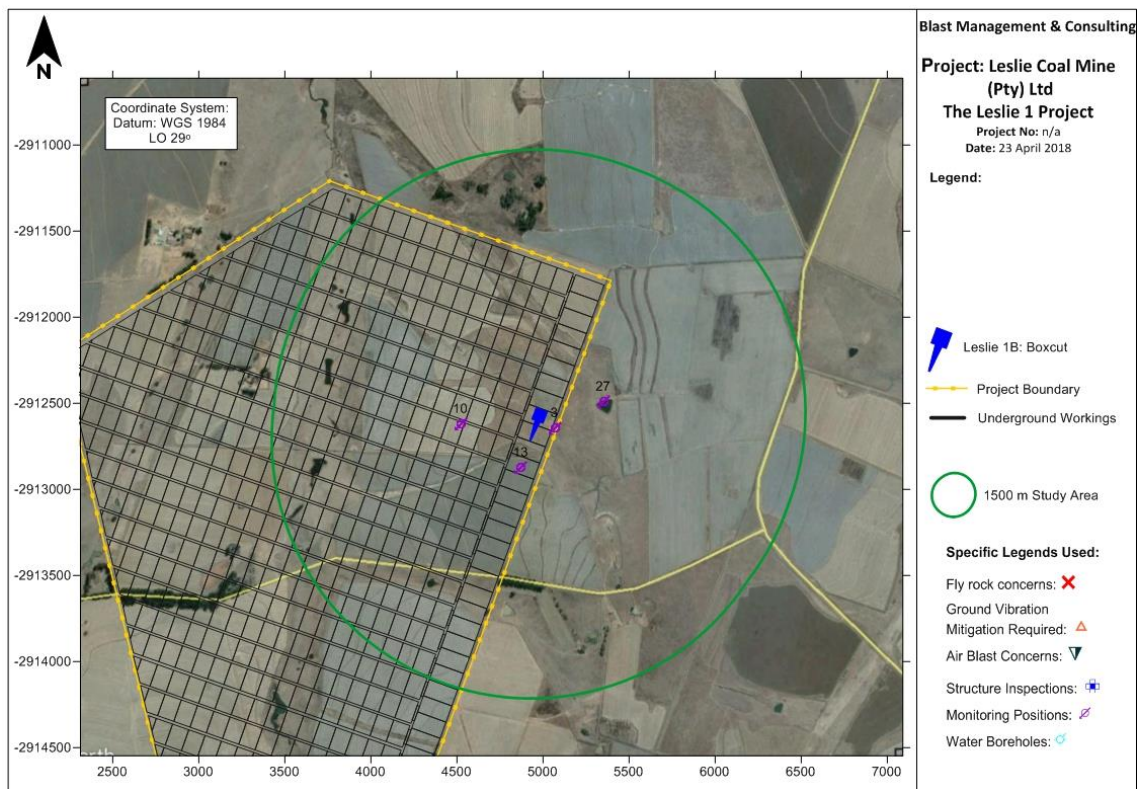 N
Coordinate System:
Datum: WGS 1984
LO 29°
-2911000
-2911500
-2912000
-2912500
-2913000
-2913500
-2914000
-2914500
2500 3000 3500 4000 4500 5000 5500 6000 6500 7000
27
10
3
13
Blast Management & Consulting
Project: Leslie Coal Mine
(Pty) Ltd
The Leslie 1 Project
Project No: n/a
Date: 23 April 2018
Legend:
Leslie 1B: Boxcut
Project Boundary
Underground Workings
1500 m Study Area
Specific Legends Used:
Fly rock concerns:
Ground Vibration
Mitigation Required:
Air Blast Concerns:
Structure Inspections:
Monitoring Positions:
Water Boreholes: